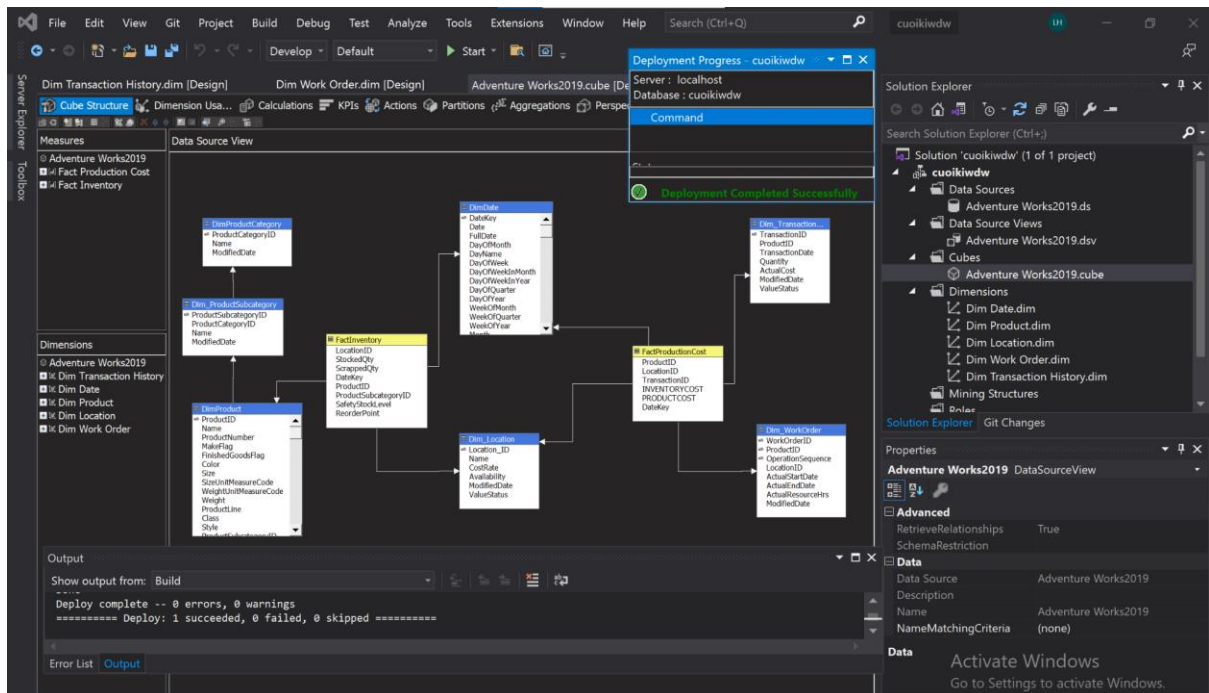 File Edit View Git Project Build Debug Test Analyze Tools Extensions Window Help Search (Ctrl+Q) cuoikiwdw LH
Develop Default Start
Server Explorer
Toolbox
Dim Transaction History.dim [Design] Dim Work Order.dim [Design] Adventure Works2019.cube [De
Cube Structure Dimension Usa... Calculations KPIs Actions Partitions Aggregations Perspe
Measures
Adventure Works2019
Fact Production Cost
Fact Inventory
Dimensions
Adventure Works2019
Dim Transaction History
Dim Date
Dim Product
Dim Location
Dim Work Order
Data Source View
DimProductCategory
ProductCategoryID
Name
ModifiedDate
Dim_ProductSubcategory
ProductSubcategoryID
ProductCategoryID
Name
ModifiedDate
DimProduct
ProductID
Name
ProductNumber
MakeFlag
FinishedGoodsFlag
Color
Size
SizeUnitMeasureCode
WeightUnitMeasureCode
Weight
ProductLine
Class
Style
ProductSubcategoryID
FactInventory
LocationID
StockedQty
ScrappedQty
DateKey
ProductID
ProductSubcategoryID
SafetyStockLevel
ReorderPoint
DimDate
DateKey
Date
FullDate
DayOfMonth
DayName
DayOfWeek
DayOfWeekInMonth
DayOfWeekInYear
DayOfQuarter
DayOfYear
WeekOfMonth
WeekOfQuarter
WeekOfYear
Month
Dim_Location
Location_ID
Name
CostRate
Availability
ModifiedDate
ValueStatus
FactProductionCost
ProductID
LocationID
TransactionID
INVENTORYCOST
PRODUCTCOST
DateKey
Dim_Transaction...
TransactionID
ProductID
TransactionDate
Quantity
ActualCost
ModifiedDate
ValueStatus
Dim_WorkOrder
WorkOrderID
ProductID
OperationSequence
LocationID
ActualStartDate
ActualEndDate
ActualResourceHrs
ModifiedDate
Deployment Progress - cuoikiwdw
Server : localhost
Database : cuoikiwdw
Command
Deployment Completed Successfully
Output
Show output from: Build
Deploy complete -- 0 errors, 0 warnings
========== Deploy: 1 succeeded, 0 failed, 0 skipped ==========
Error List Output
Solution Explorer
Search Solution Explorer (Ctrl+;)
Solution 'cuoikiwdw' (1 of 1 project)
cuoikiwdw
Data Sources
Adventure Works2019.ds
Data Source Views
Adventure Works2019.dsv
Cubes
Adventure Works2019.cube
Dimensions
Dim Date.dim
Dim Product.dim
Dim Location.dim
Dim Work Order.dim
Dim Transaction History.dim
Mining Structures
Roles
Solution Explorer Git Changes
Properties
Adventure Works2019 DataSourceView
Advanced
RetrieveRelationships True
SchemaRestriction
Data
Data Source Adventure Works2019
Description
Name Adventure Works2019
NameMatchingCriteria (none)
Data
Activate Windows
Go to Settings to activate Windows.